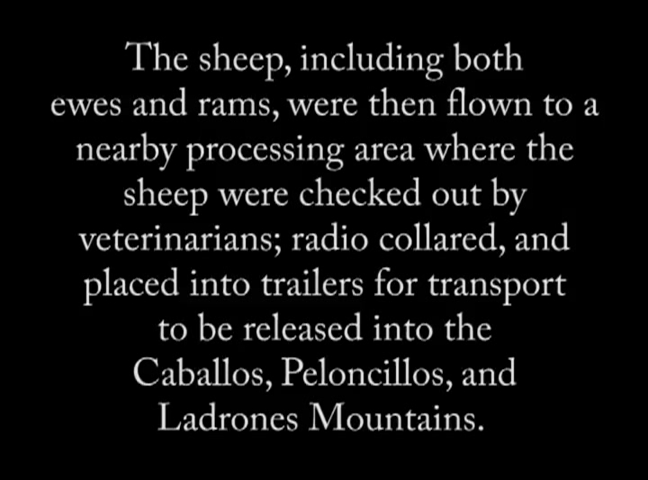 The sheep, including both
ewes and rams, were then flown to a
nearby processing area where the
sheep were checked out by
veterinarians; radio collared, and
placed into trailers for transport
to be released into the
Caballos, Peloncillos, and
Ladrones Mountains.